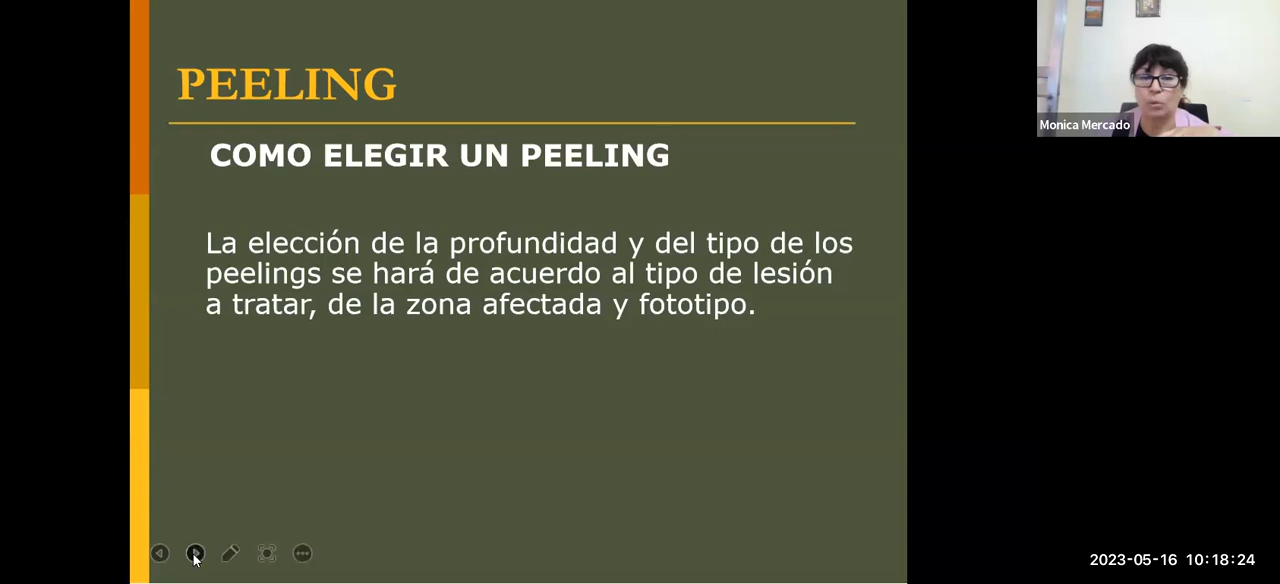 PEELING
COMO ELEGIR UN PEELING
La elección de la profundidad y del tipo de los
peelings se hará de acuerdo al tipo de lesión
a tratar, de la zona afectada y fototipo.
Monica Mercado
2023-05-16 10:18:24